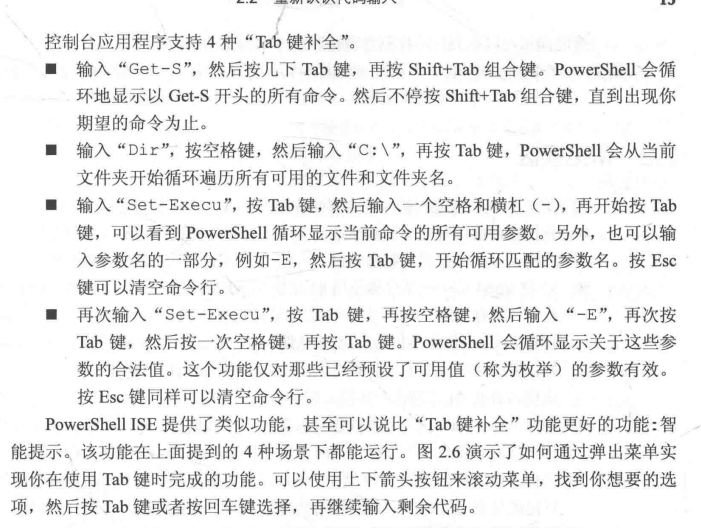 2.2 重新认识代码输入 15
控制台应用程序支持 4 种“Tab 键补全”。
■ 输入“Get-S”，然后按几下 Tab 键，再按 Shift+Tab 组合键。PowerShell 会循
环地显示以 Get-S 开头的所有命令。然后不停按 Shift+Tab 组合键，直到出现你
期望的命令为止。
■ 输入“Dir”，按空格键，然后输入“C:\”，再按 Tab 键，PowerShell 会从当前
文件夹开始循环遍历所有可用的文件和文件夹名。
■ 输入“Set-Execu”，按 Tab 键，然后输入一个空格和横杠（-），再开始按 Tab
键，可以看到 PowerShell 循环显示当前命令的所有可用参数。另外，也可以输
入参数名的一部分，例如-E，然后按 Tab 键，开始循环匹配的参数名。按 Esc
键可以清空命令行。
■ 再次输入“Set-Execu”，按 Tab 键，再按空格键，然后输入“-E”，再次按
Tab 键，然后按一次空格键，再按 Tab 键。PowerShell 会循环显示关于这些参
数的合法值。这个功能仅对那些已经预设了可用值（称为枚举）的参数有效。
按 Esc 键同样可以清空命令行。
PowerShell ISE 提供了类似功能，甚至可以说比“Tab 键补全”功能更好的功能：智
能提示。该功能在上面提到的 4 种场景下都能运行。图 2.6 演示了如何通过弹出菜单实
现你在使用 Tab 键时完成的功能。可以使用上下箭头按钮来滚动菜单，找到你想要的选
项，然后按 Tab 键或者按回车键选择，再继续输入剩余代码。